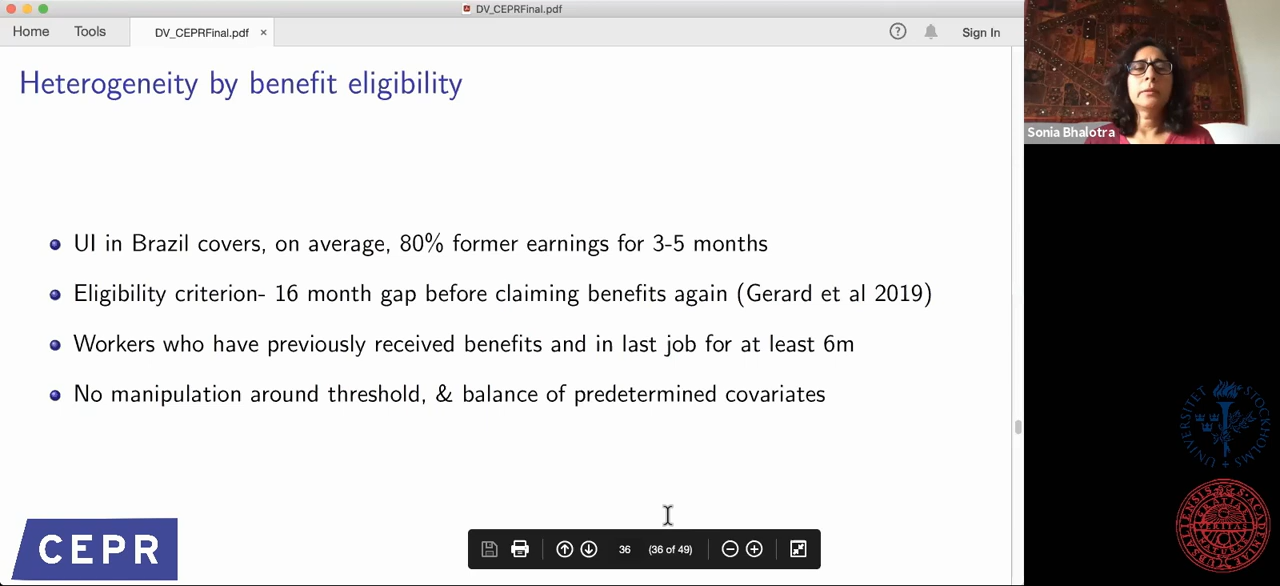 DV_CEPRFinal.pdf
Home
Tools
DV_CEPRFinal.pdf ×
Sign In
Heterogeneity by benefit eligibility
UI in Brazil covers, on average, 80% former earnings for 3-5 months
Eligibility criterion- 16 month gap before claiming benefits again (Gerard et al 2019)
Workers who have previously received benefits and in last job for at least 6m
No manipulation around threshold, & balance of predetermined covariates
CEPR
36
(36 of 49)
Sonia Bhalotra